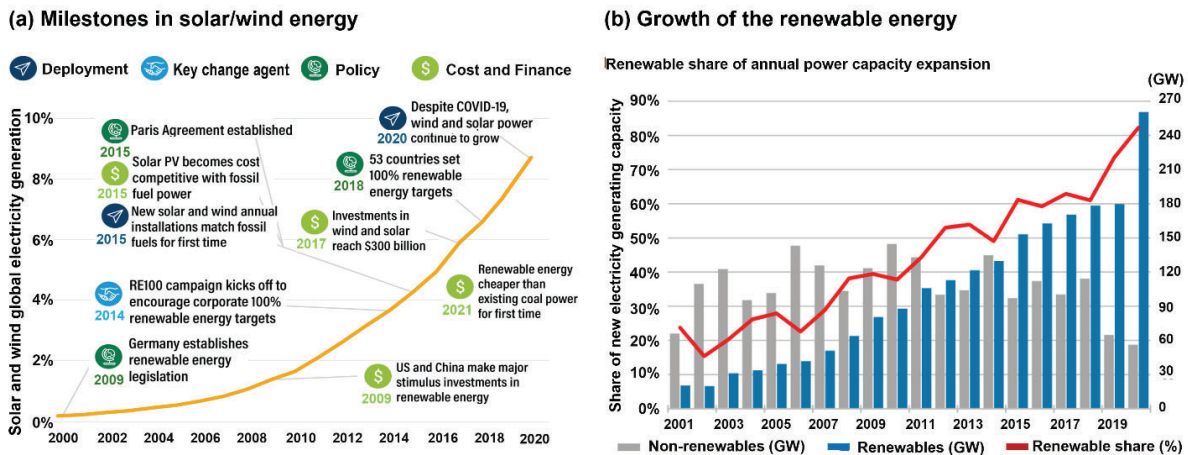 (a) Milestones in solar/wind energy
Deployment
Key change agent
Policy
Cost and Finance
Solar and wind global electricity generation
10%
8%
6%
4%
2%
0%
2000
2002
2004
2006
2008
2010
2012
2014
2016
2018
2020
2015
Paris Agreement established
2015
Solar PV becomes cost
competitive with fossil
fuel power
2015
New solar and wind annual
installations match fossil
fuels for first time
2014
RE100 campaign kicks off to
encourage corporate 100%
renewable energy targets
2009
Germany establishes
renewable energy
legislation
2020
Despite COVID-19,
wind and solar power
continue to grow
2018
53 countries set
100% renewable
energy targets
2017
Investments in
wind and solar
reach $300 billion
2021
Renewable energy
cheaper than
existing coal power
for first time
2009
US and China make major
stimulus investments in
renewable energy
(b) Growth of the renewable energy
Renewable share of annual power capacity expansion
(GW)
Share of new electricity generating capacity
90%
80%
70%
60%
50%
40%
30%
20%
10%
0%
270
240
210
180
150
120
90
60
30
0
2001
2003
2005
2007
2009
2011
2013
2015
2017
2019
Non-renewables (GW)
Renewables (GW)
Renewable share (%)